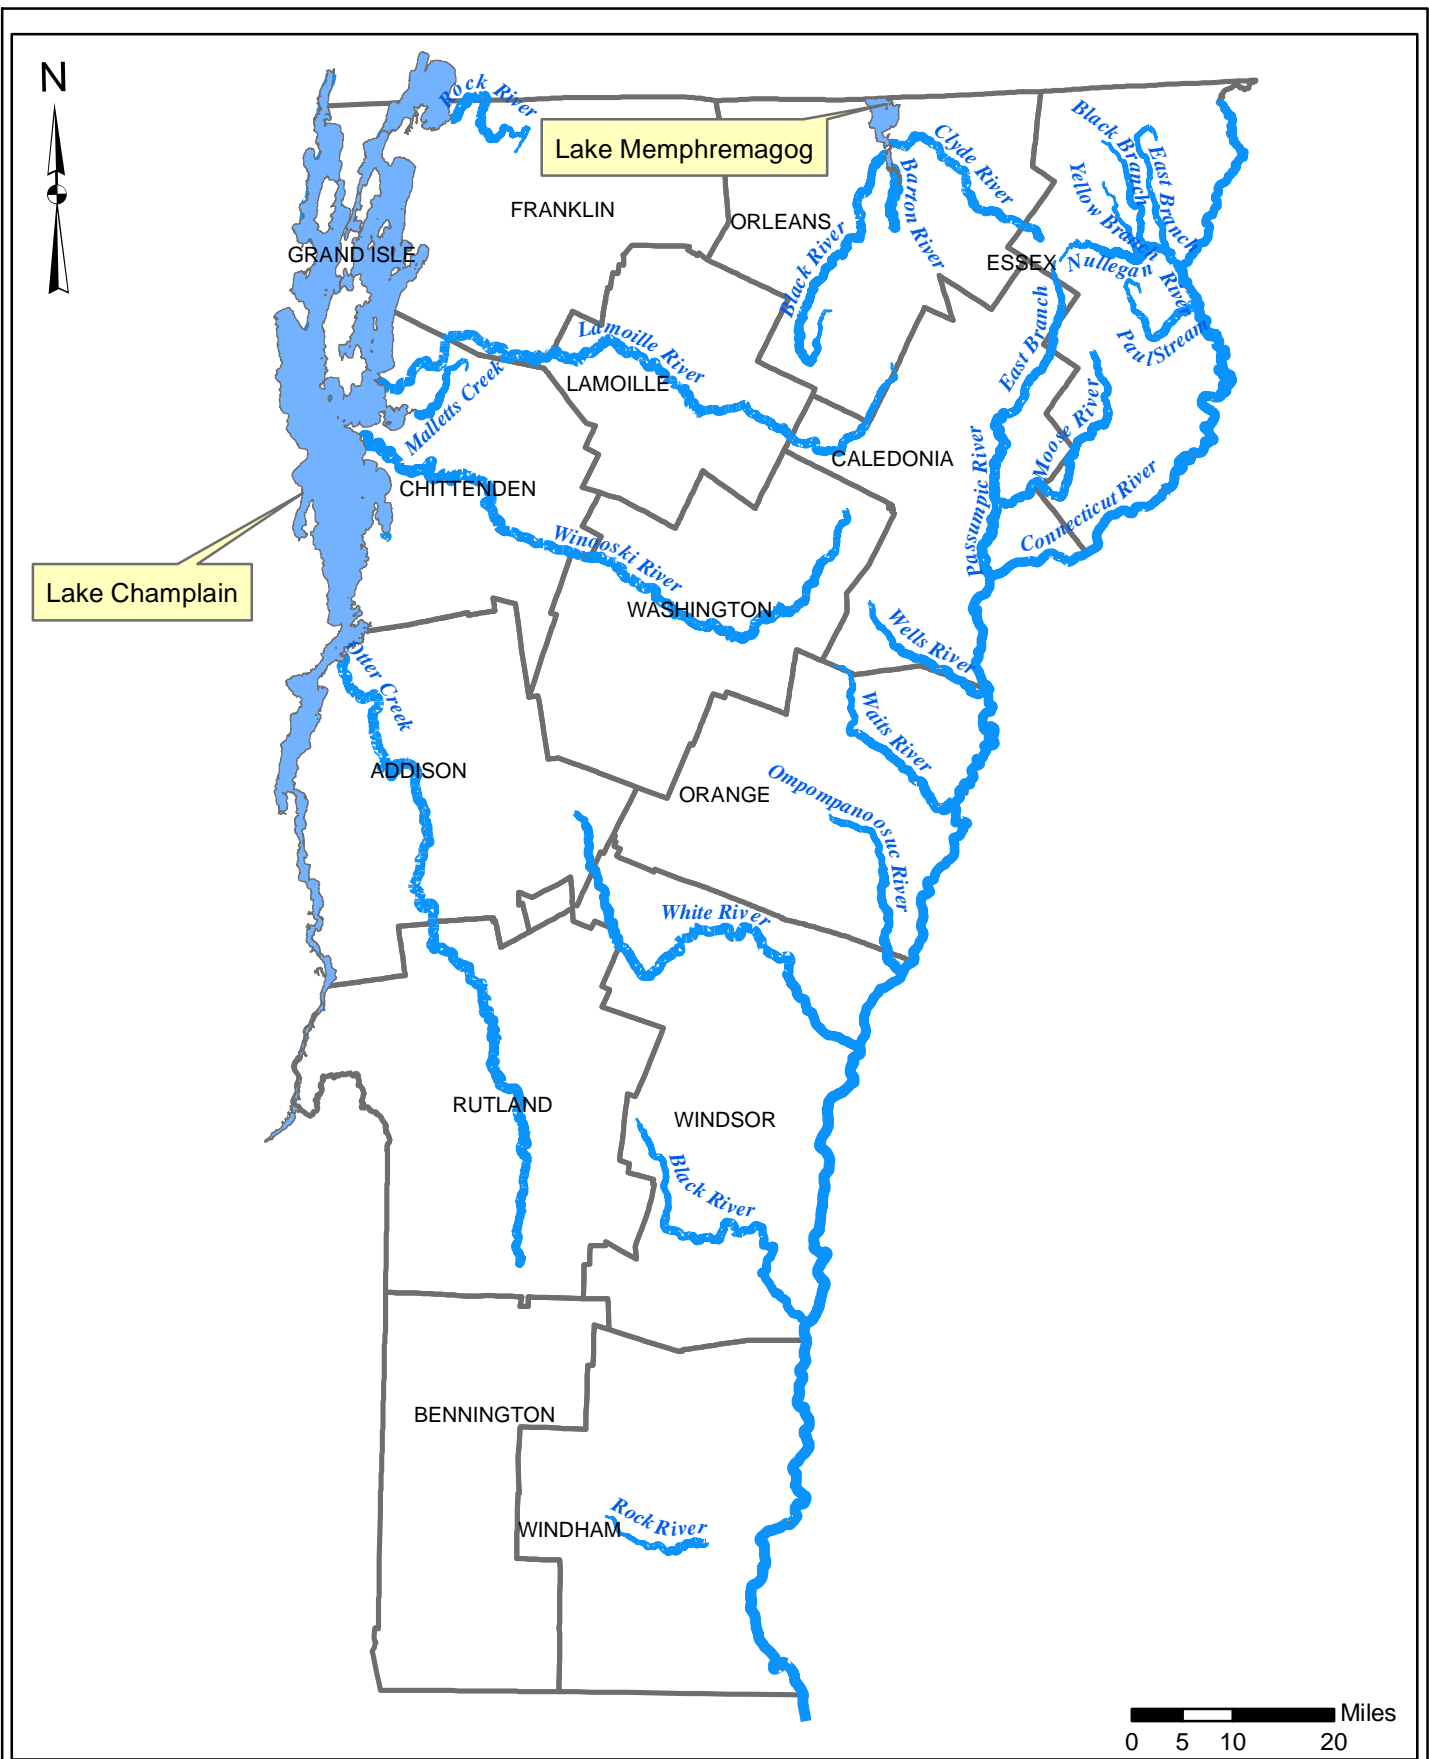 N
Rock River
Lake Memphremagog
Clyde River
Barton River
Black River
Black Branch
East Branch
Yellow Branch
Nullegan River
Paul Stream
FRANKLIN
ORLEANS
GRAND ISLE
ESSEX
East Branch
Lamoille River
LAMOILLE
Malletts Creek
Moose River
CALEDONIA
Passumpic River
Connecticut River
CHITTENDEN
Winooski River
Lake Champlain
WASHINGTON
Wells River
Otter Creek
Waits River
ADDISON
ORANGE
Ompompanoosuc River
White River
RUTLAND
WINDSOR
Black River
BENNINGTON
Rock River
WINDHAM
Miles
0 5 10 20